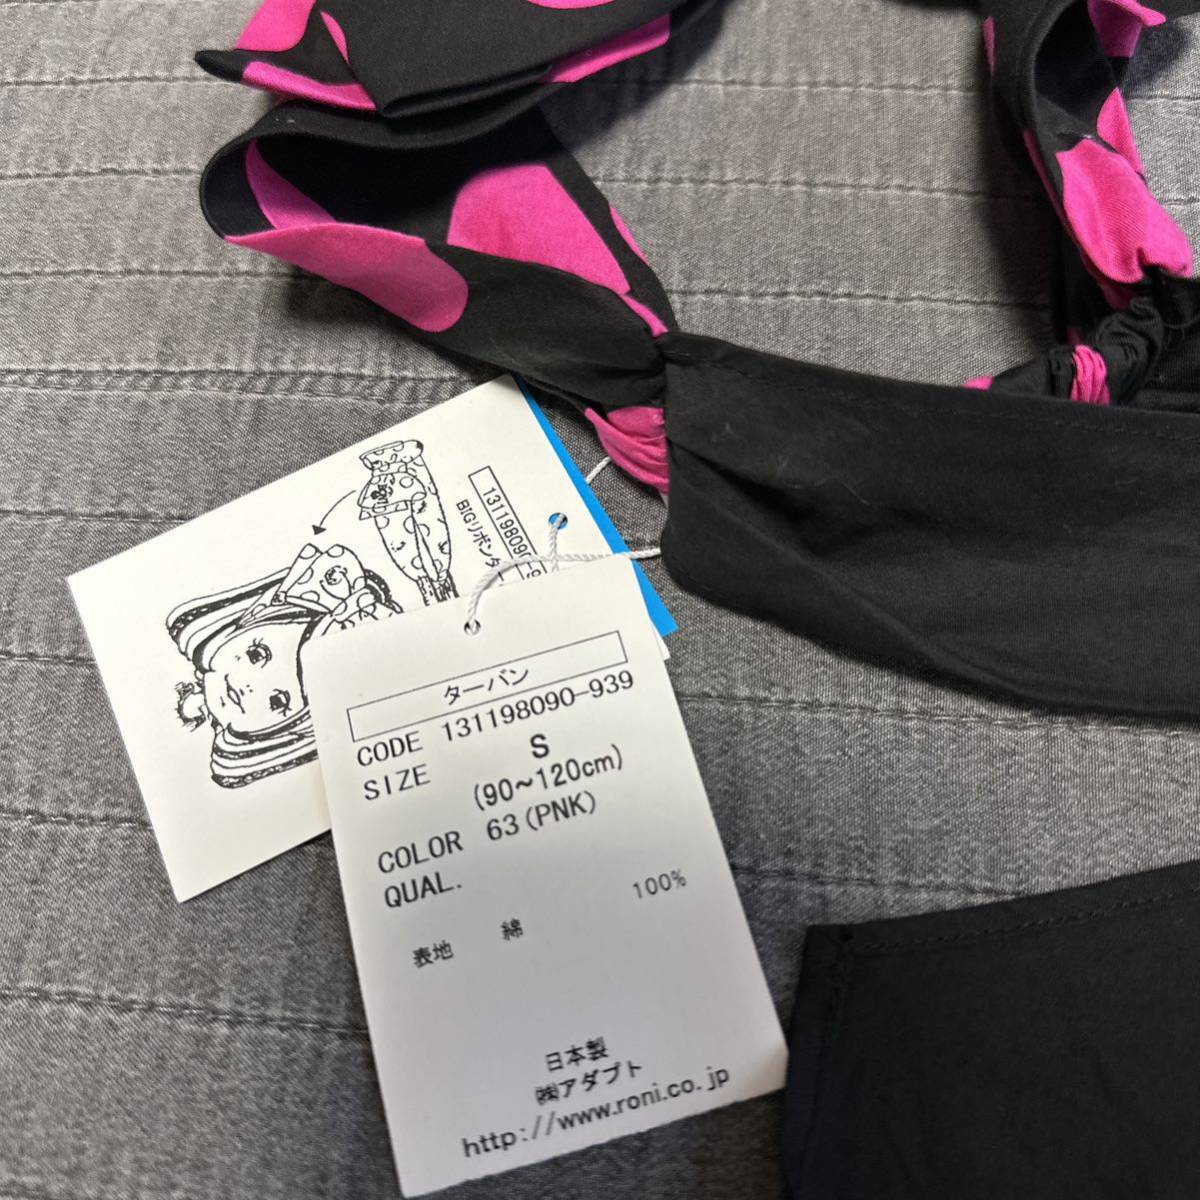 131198090-9
BIGリボンタ
ターバン
CODE 131198090-939
SIZE S
(90~120cm)
COLOR 63(PNK)
QUAL.
表地 綿 100%
日本製
㈱アダプト
http://www.roni.co.jp